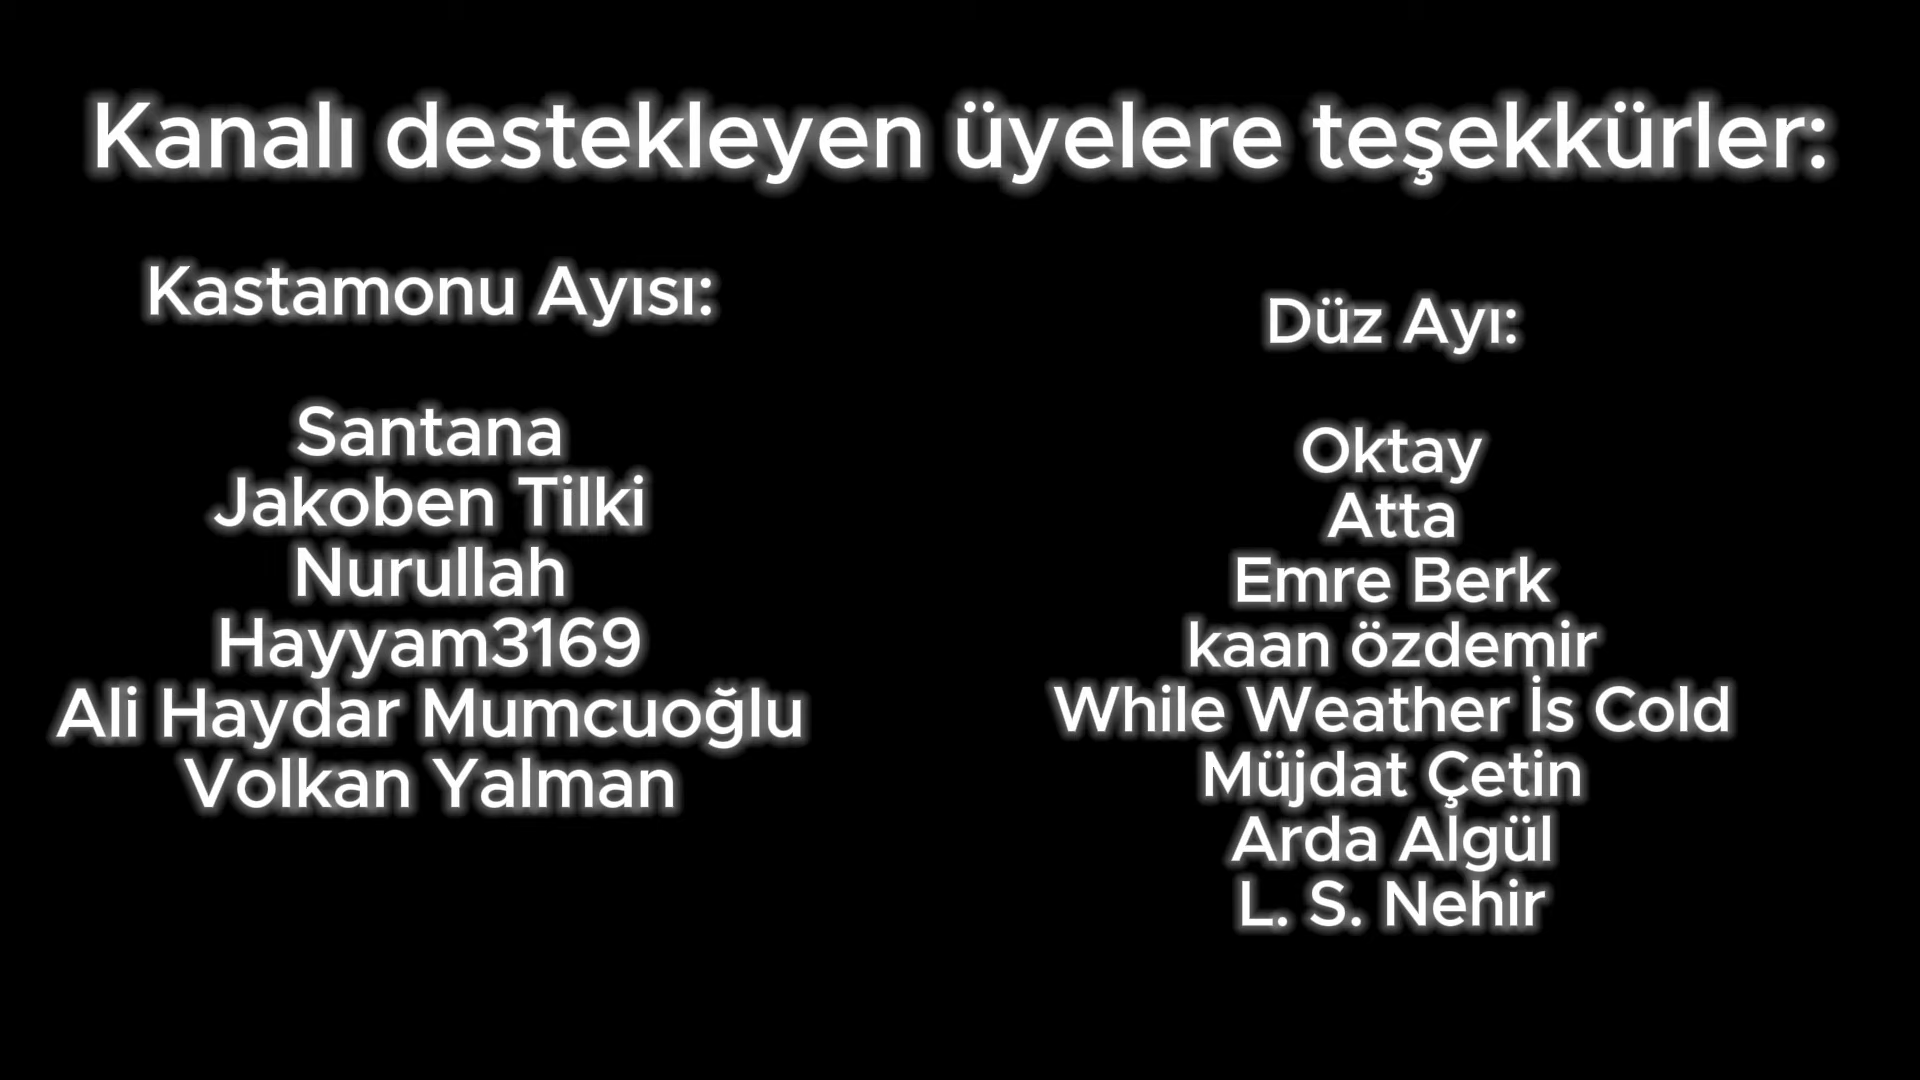 Kanalı destekleyen üyelere teşekkürler:
Kastamonu Ayısı:
Santana
Jakoben Tilki
Nurullah
Hayyam3169
Ali Haydar Mumcuoğlu
Volkan Yalman
Düz Ayı:
Oktay
Atta
Emre Berk
kaan özdemir
While Weather İs Cold
Müjdat Çetin
Arda Algül
L. S. Nehir